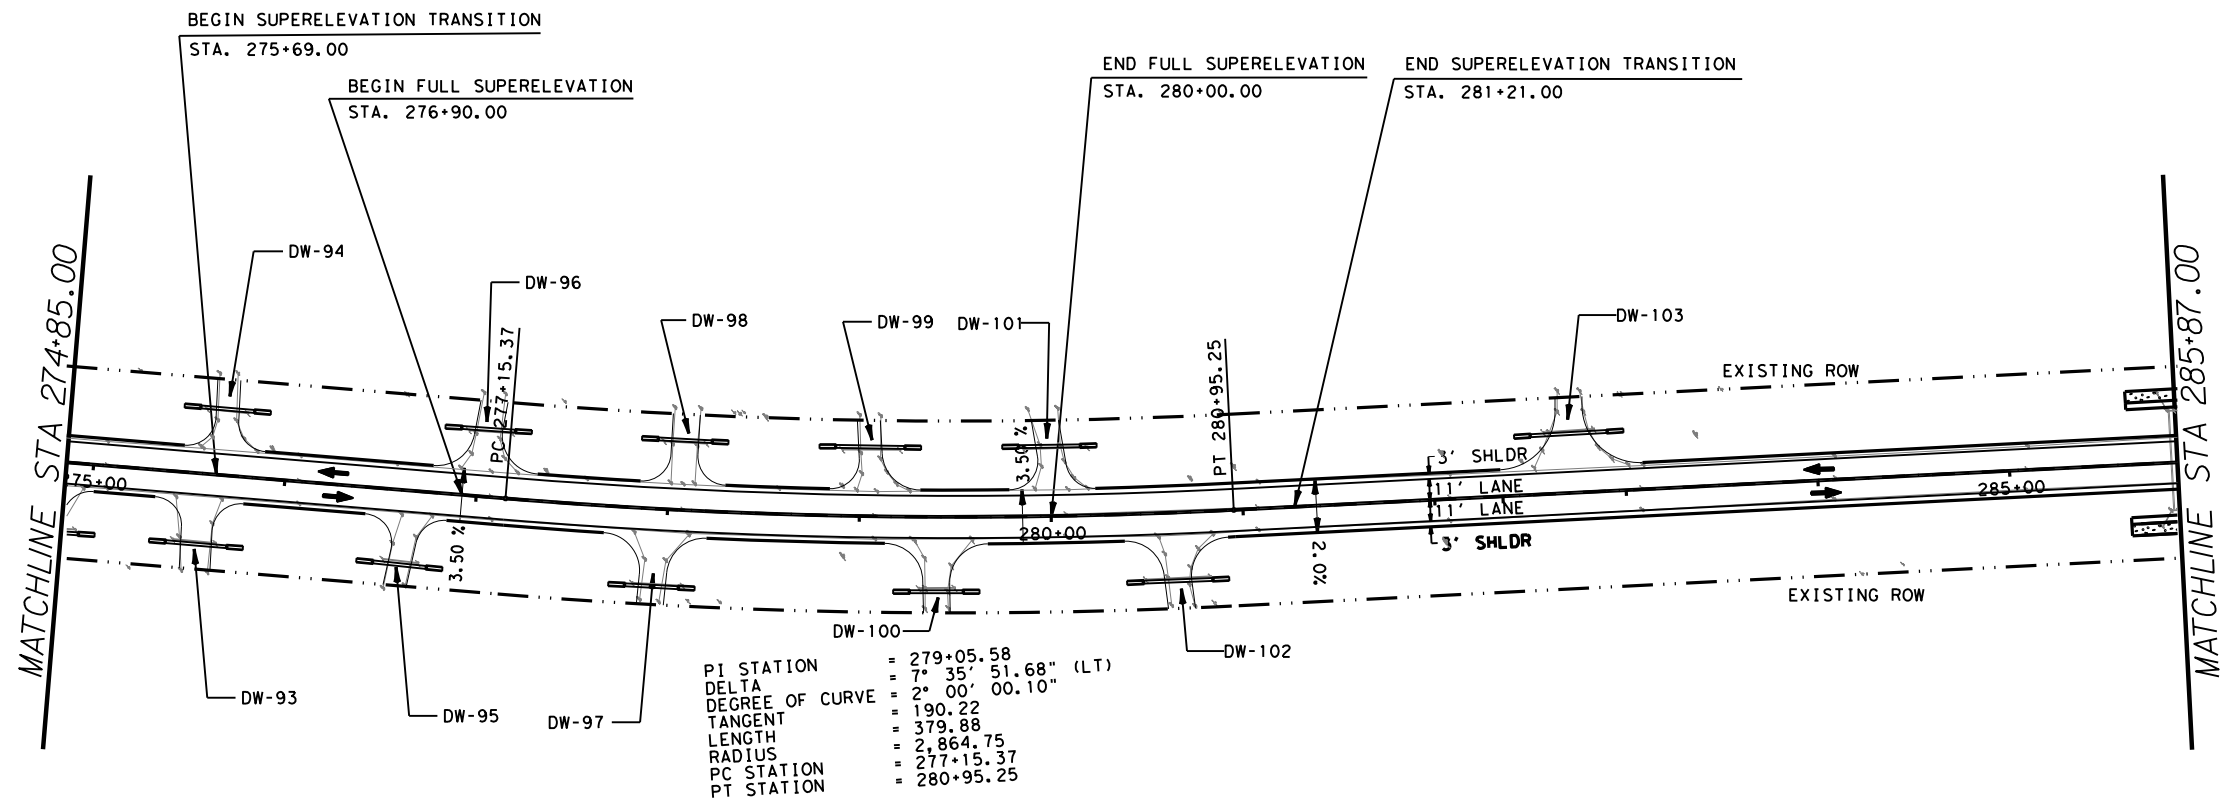 BEGIN SUPERELEVATION TRANSITION
STA. 275+69.00
BEGIN FULL SUPERELEVATION
STA. 276+90.00
END FULL SUPERELEVATION
STA. 280+00.00
END SUPERELEVATION TRANSITION
STA. 281+21.00
MATCHLINE STA 274+85.00
MATCHLINE STA 285+87.00
DW-94
DW-96
DW-98
DW-99
DW-101
DW-103
PC 277+15.37
PT 280+95.25
EXISTING ROW
3.50 %
3' SHLDR
11' LANE
11' LANE
3' SHLDR
75+00
280+00
285+00
3.50 %
2.0%
EXISTING ROW
DW-93
DW-95
DW-97
DW-100
DW-102
PI STATION = 279+05.58
DELTA = 7° 35' 51.68" (LT)
DEGREE OF CURVE = 2° 00' 00.10"
TANGENT = 190.22
LENGTH = 379.88
RADIUS = 2,864.75
PC STATION = 277+15.37
PT STATION = 280+95.25